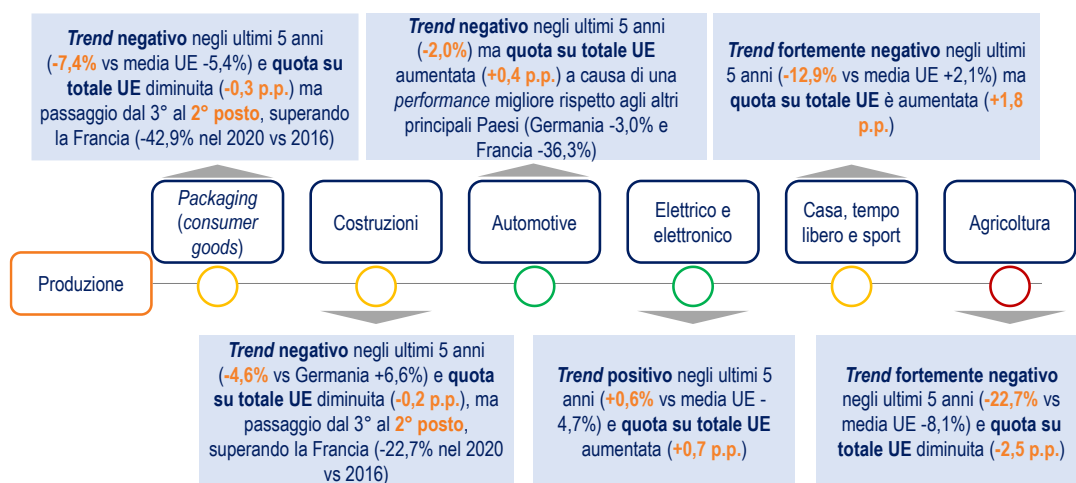 Trend negativo negli ultimi 5 anni
(-7,4% vs media UE -5,4%) e quota su
totale UE diminuita (-0,3 p.p.) ma
passaggio dal 3° al 2° posto, superando
la Francia (-42,9% nel 2020 vs 2016)
Trend negativo negli ultimi 5 anni
(-2,0%) ma quota su totale UE
aumentata (+0,4 p.p.) a causa di una
performance migliore rispetto agli altri
principali Paesi (Germania -3,0% e
Francia -36,3%)
Trend fortemente negativo negli ultimi
5 anni (-12,9% vs media UE +2,1%) ma
quota su totale UE è aumentata (+1,8
p.p.)
Packaging
(consumer
goods)
Costruzioni
Automotive
Elettrico e
elettronico
Casa, tempo
libero e sport
Agricoltura
Produzione
Trend negativo negli ultimi 5 anni
(-4,6% vs Germania +6,6%) e quota
su totale UE diminuita (-0,2 p.p.), ma
passaggio dal 3° al 2° posto,
superando la Francia (-22,7% nel 2020
vs 2016)
Trend positivo negli ultimi 5
anni (+0,6% vs media UE -
4,7%) e quota su totale UE
aumentata (+0,7 p.p.)
Trend fortemente negativo
negli ultimi 5 anni (-22,7% vs
media UE -8,1%) e quota su
totale UE diminuita (-2,5 p.p.)